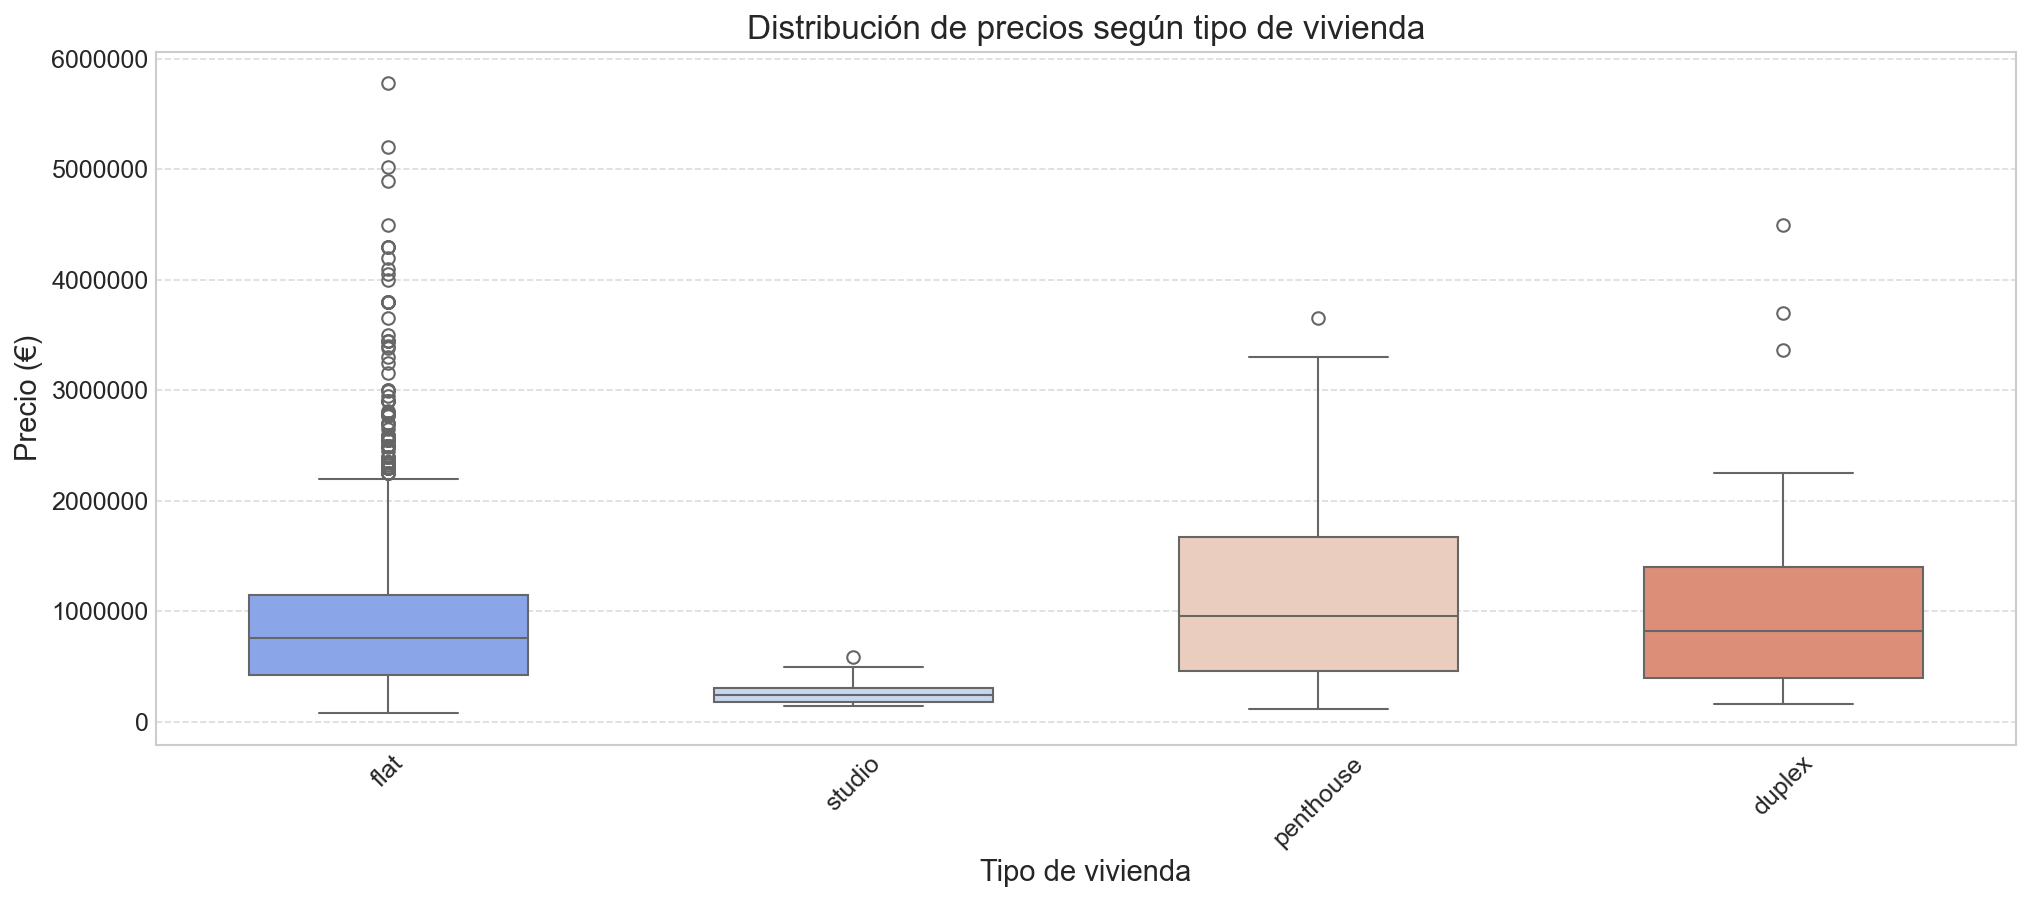 Distribución de precios según tipo de vivienda
6000000
5000000
4000000
3000000
2000000
1000000
0
Precio (€)
flat
studio
penthouse
duplex
Tipo de vivienda